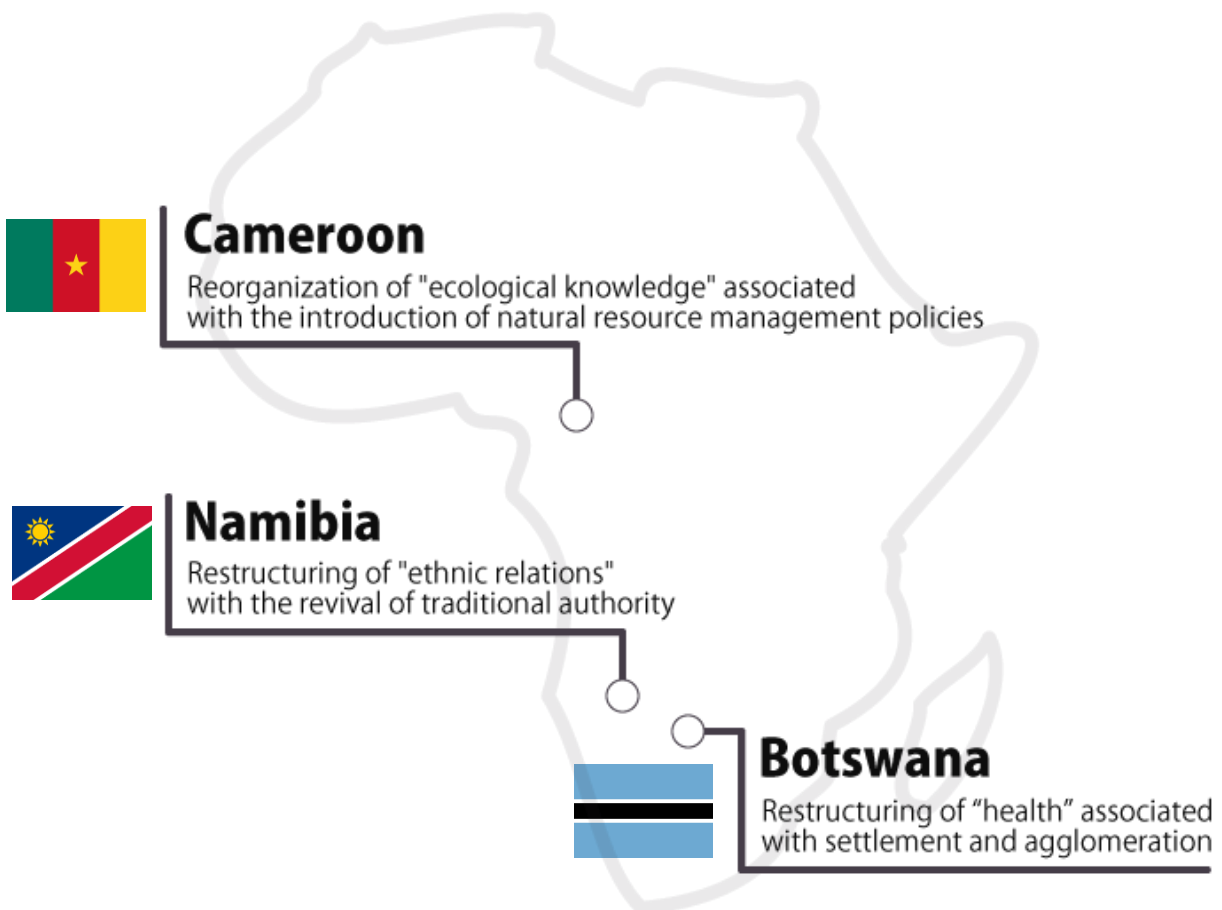 Cameroon
Reorganization of "ecological knowledge" associated
with the introduction of natural resource management policies
Namibia
Restructuring of "ethnic relations"
with the revival of traditional authority
Botswana
Restructuring of “health” associated
with settlement and agglomeration